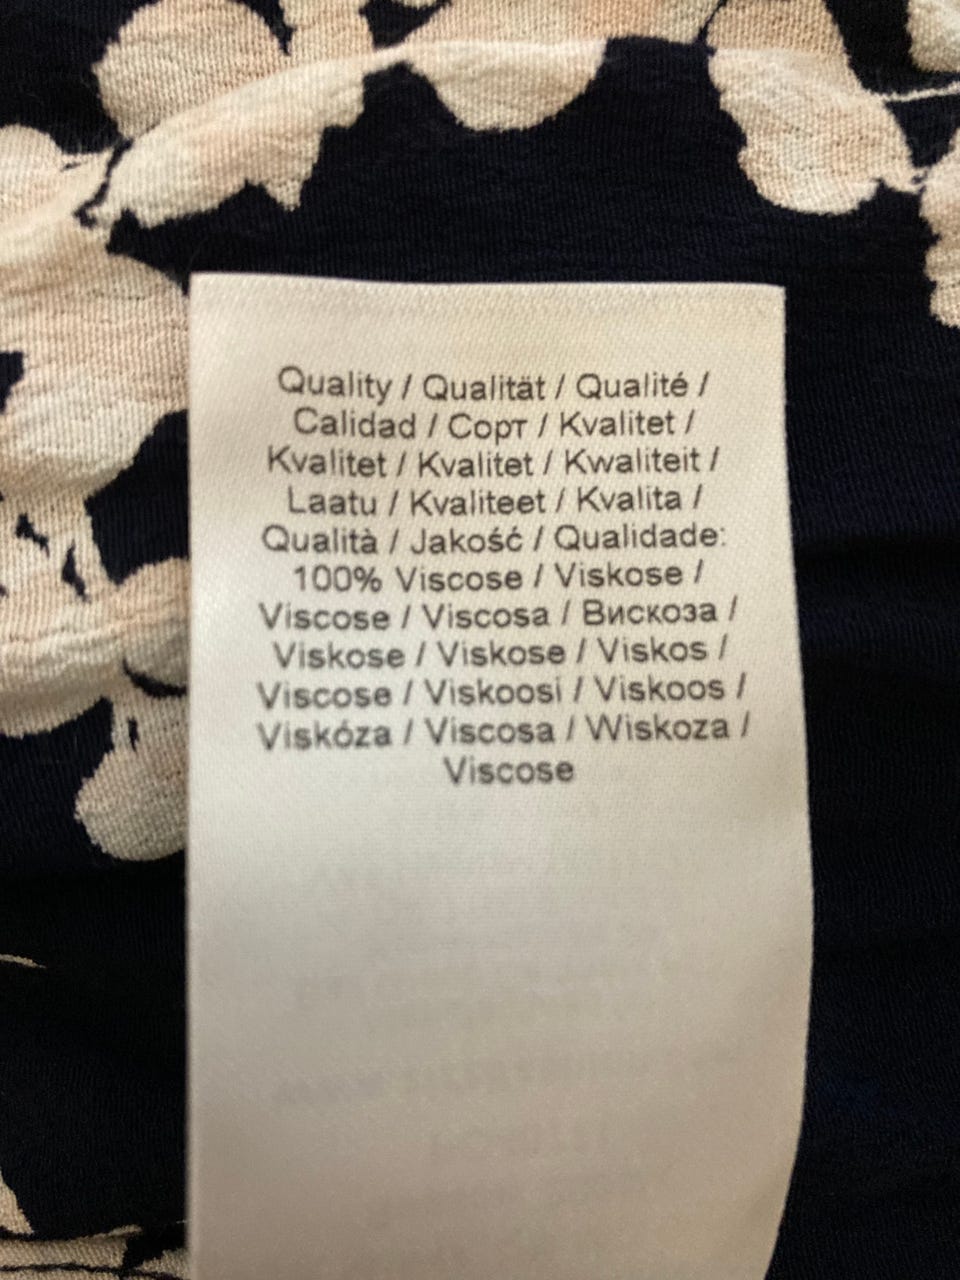 Quality / Qualität / Qualité /
Calidad / Сорт / Kvalitet /
Kvalitet / Kvalitet / Kwaliteit /
Laatu / Kvaliteet / Kvalita /
Qualità / Jakość / Qualidade:
100% Viscose / Viskose /
Viscose / Viscosa / Вискоза /
Viskose / Viskose / Viskos /
Viscose / Viskoosi / Viskoos /
Viskóza / Viscosa / Wiskoza /
Viscose